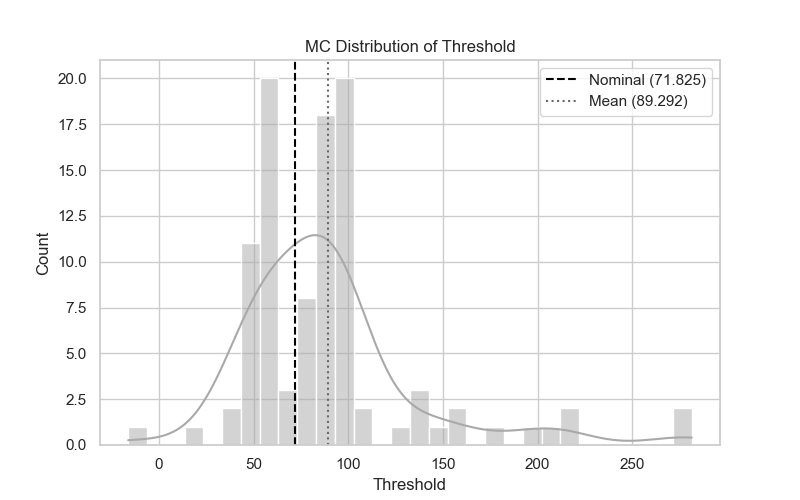 MC Distribution of Threshold
Nominal (71.825)
Mean (89.292)
Count
20.0
17.5
15.0
12.5
10.0
7.5
5.0
2.5
0.0
0 50 100 150 200 250
Threshold